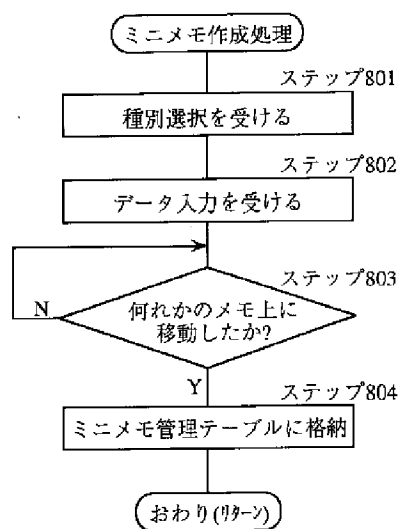 ミニメモ作成処理
ステップ801
種別選択を受ける
ステップ802
データ入力を受ける
ステップ803
何れかのメモ上に
移動したか?
N
Y
ステップ804
ミニメモ管理テーブルに格納
おわり(リターン)